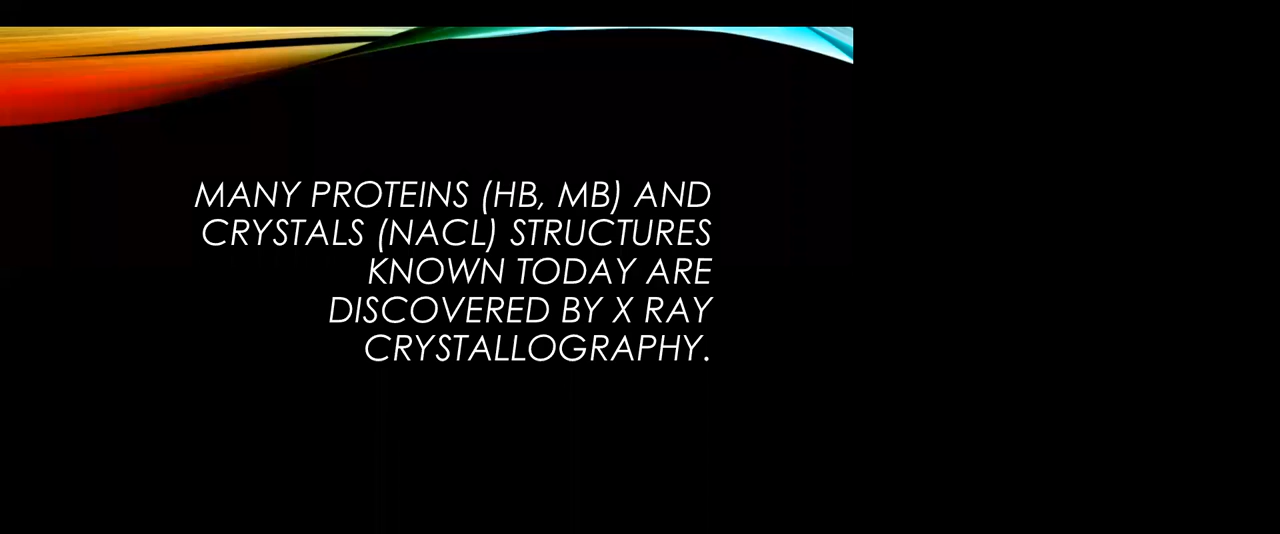 MANY PROTEINS (HB, MB) AND
CRYSTALS (NACL) STRUCTURES
KNOWN TODAY ARE
DISCOVERED BY X RAY
CRYSTALLOGRAPHY.